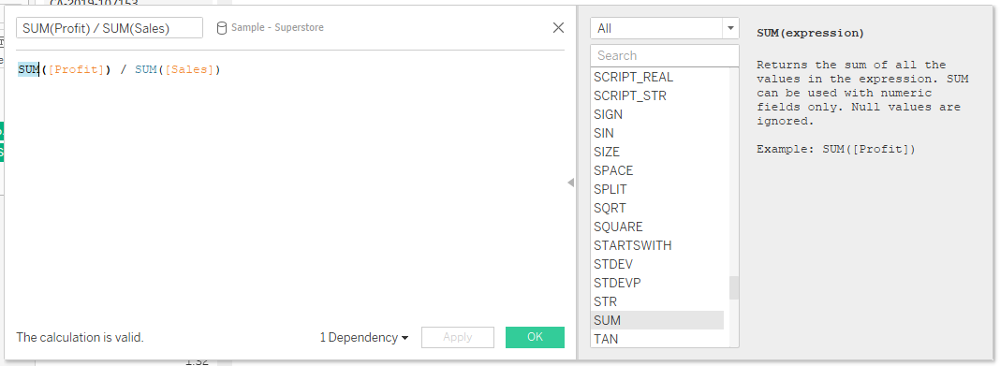 CA-2019-107153
SUM(Profit) / SUM(Sales)
Sample - Superstore
SUM([Profit]) / SUM([Sales])
The calculation is valid.
1 Dependency
Apply
OK
All
Search
SCRIPT_REAL
SCRIPT_STR
SIGN
SIN
SIZE
SPACE
SPLIT
SQRT
SQUARE
STARTSWITH
STDEV
STDEVP
STR
SUM
TAN
SUM(expression)
Returns the sum of all the
values in the expression. SUM
can be used with numeric
fields only. Null values are
ignored.
Example: SUM([Profit])